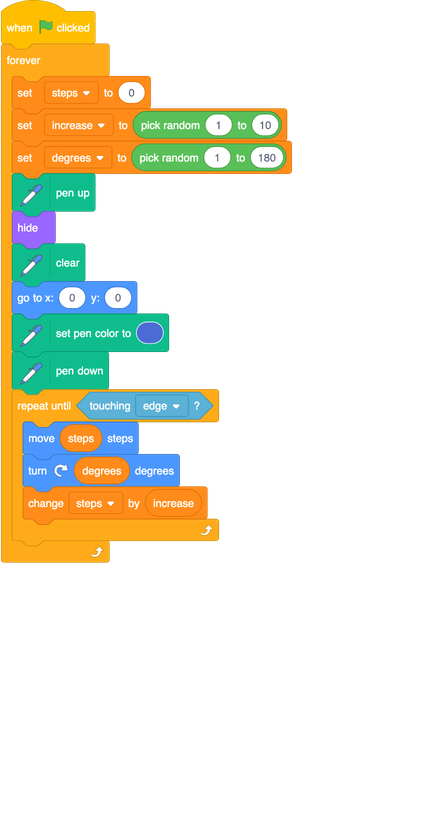 when clicked
forever
set steps to 0
set increase to pick random 1 to 10
set degrees to pick random 1 to 180
pen up
hide
clear
go to x: 0 y: 0
set pen color to
pen down
repeat until touching edge ?
move steps steps
turn degrees degrees
change steps by increase